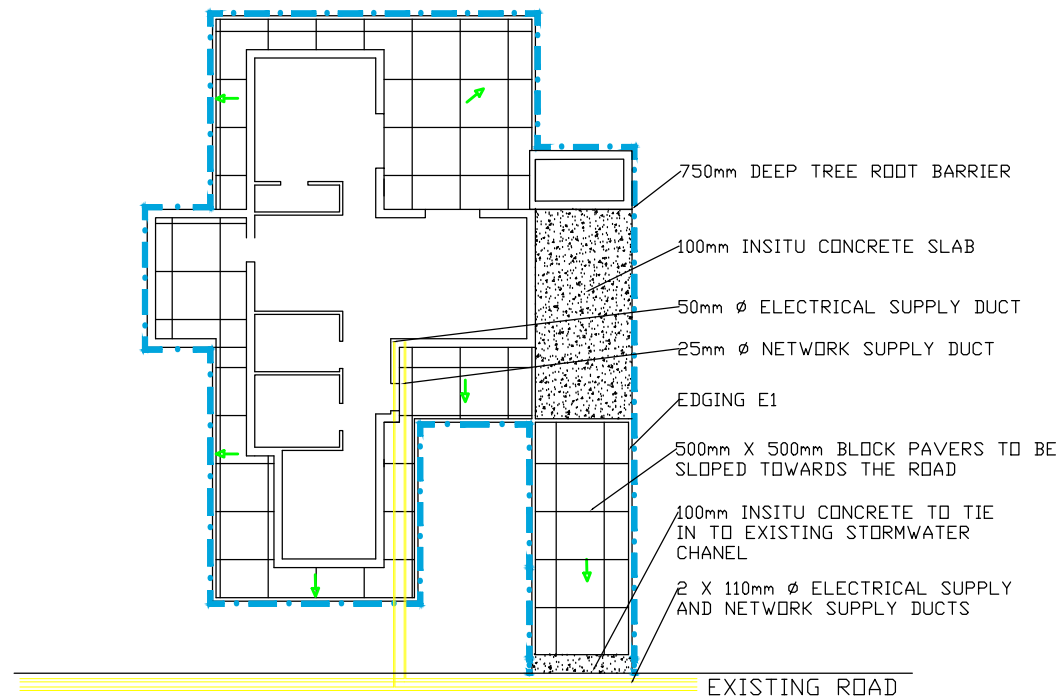 750mm DEEP TREE ROOT BARRIER
100mm INSITU CONCRETE SLAB
50mm Ø ELECTRICAL SUPPLY DUCT
25mm Ø NETWORK SUPPLY DUCT
EDGING E1
500mm X 500mm BLOCK PAVERS TO BE
SLOPED TOWARDS THE ROAD
100mm INSITU CONCRETE TO TIE
IN TO EXISTING STORMWATER
CHANEL
2 X 110mm Ø ELECTRICAL SUPPLY
AND NETWORK SUPPLY DUCTS
EXISTING ROAD